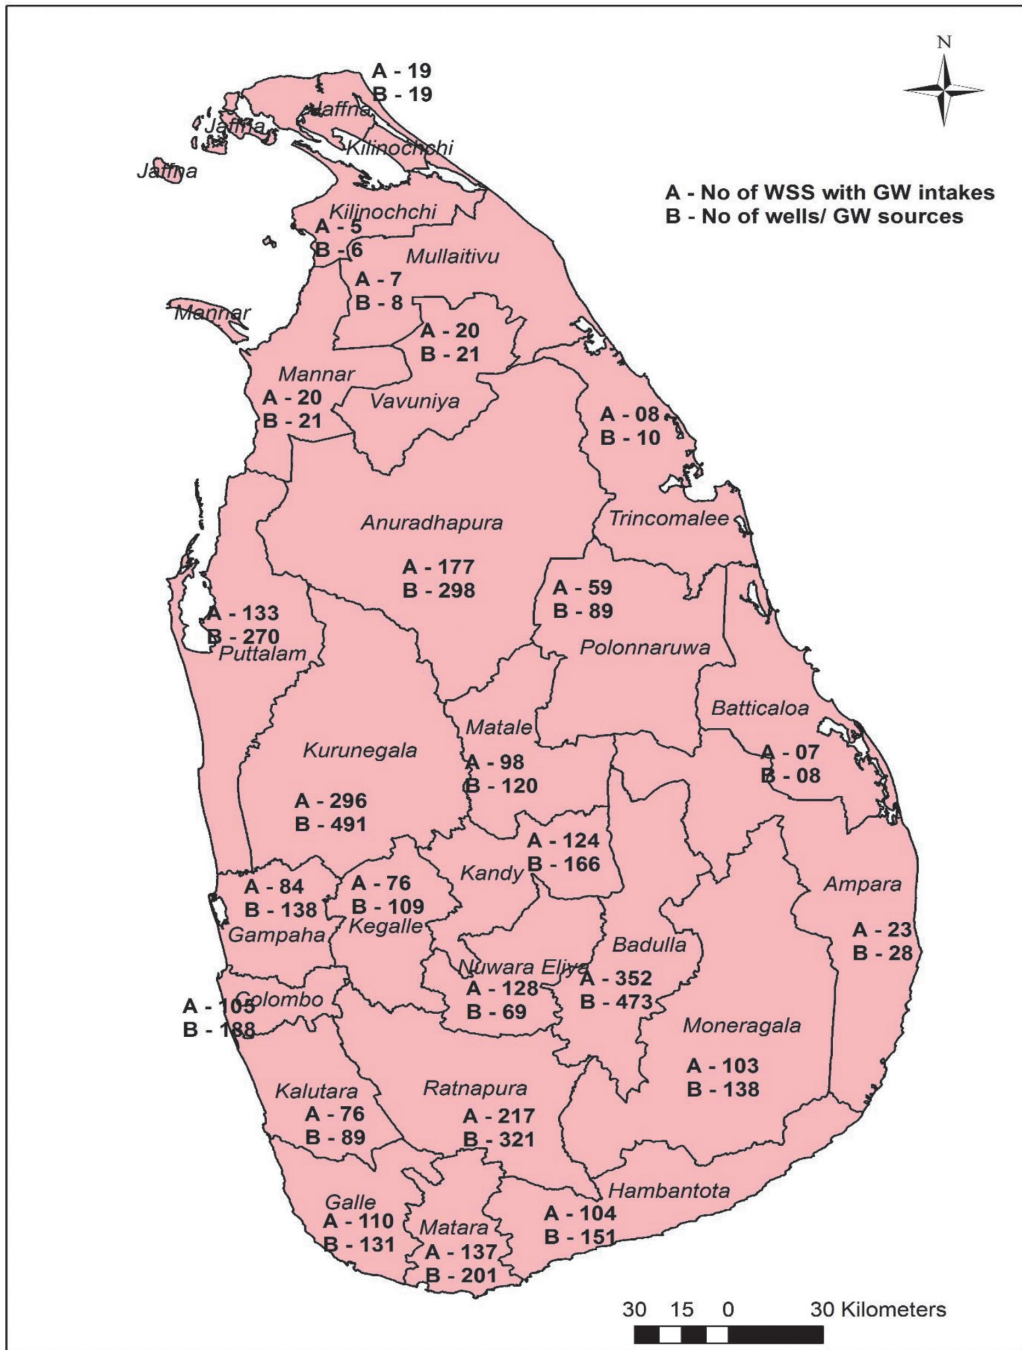 N
A - 19
B - 19
Jaffna
Jaffna
Kilinochchi
Jaffna
A - No of WSS with GW intakes
B - No of wells/ GW sources
Kilinochchi
A - 5
B - 6
Mullaitivu
A - 7
B - 8
Mannar
A - 20
B - 21
Mannar
A - 20
B - 21
Vavuniya
A - 08
B - 10
Trincomalee
Anuradhapura
A - 177
B - 298
A - 59
B - 89
Polonnaruwa
A - 133
B - 270
Puttalam
Batticaloa
A - 07
B - 08
Matale
A - 98
B - 120
Kurunegala
A - 296
B - 491
A - 124
B - 166
Kandy
A - 84
B - 138
Gampaha
A - 76
B - 109
Kegalle
Ampara
A - 23
B - 28
Badulla
A - 352
B - 473
Nuwara Eliya
A - 128
B - 69
Colombo
A - 105
B - 188
Moneragala
A - 103
B - 138
Kalutara
A - 76
B - 89
Ratnapura
A - 217
B - 321
Hambantota
A - 104
B - 151
Galle
A - 110
B - 131
Matara
A - 137
B - 201
30 15 0 30 Kilometers